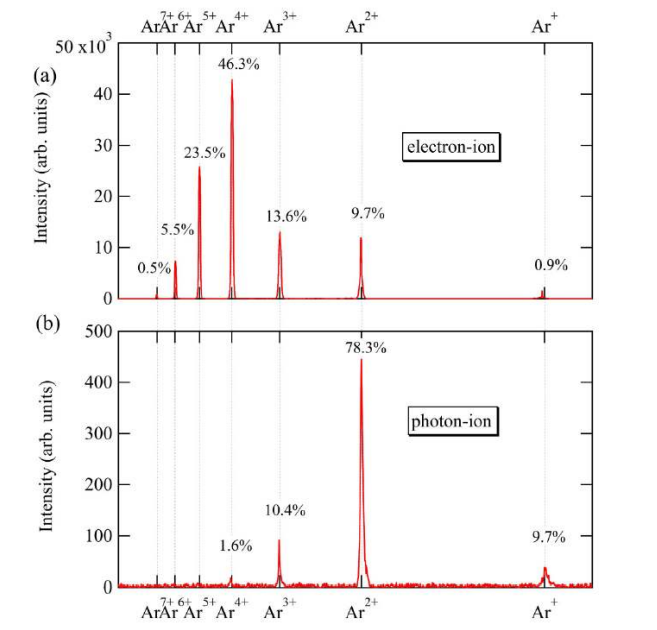 Ar7+ Ar6+ Ar5+ Ar4+ Ar3+ Ar2+ Ar+
(a)
50 x10³
40
30
20
10
0
Intensity (arb. units)
0.5%
5.5%
23.5%
46.3%
13.6%
9.7%
0.9%
electron-ion
(b)
500
400
300
200
100
0
Intensity (arb. units)
1.6%
10.4%
78.3%
9.7%
photon-ion
Ar7+ Ar6+ Ar5+ Ar4+ Ar3+ Ar2+ Ar+